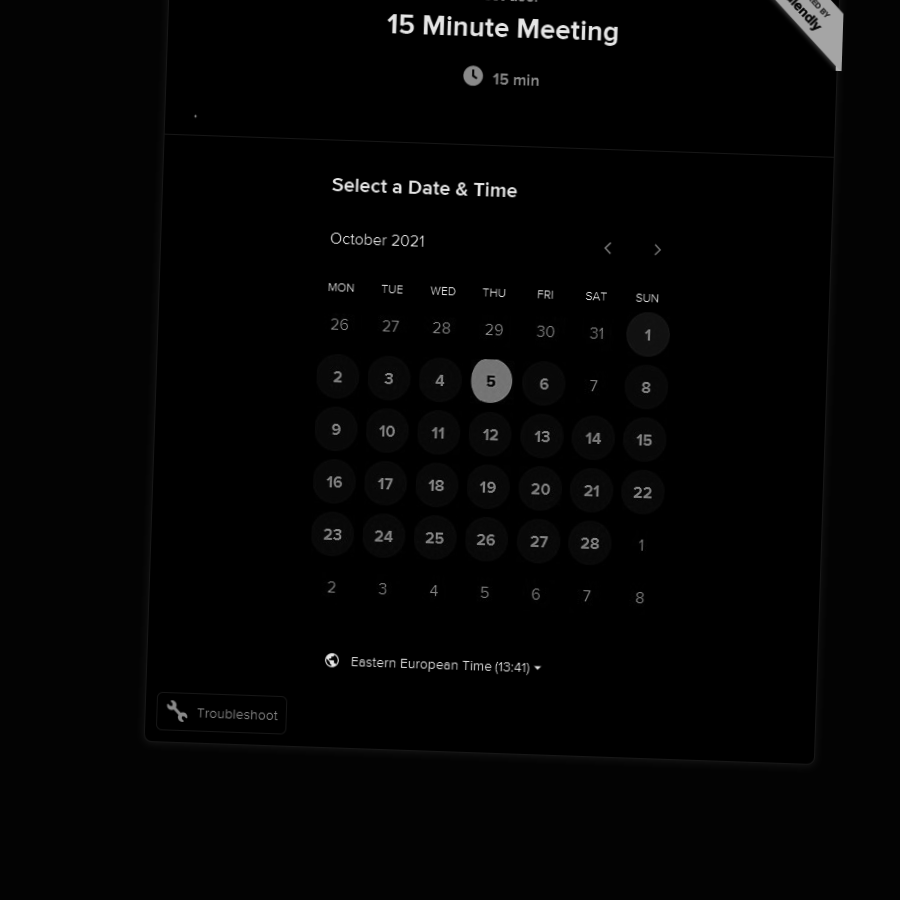 15 Minute Meeting
15 min
Select a Date & Time
October 2021
MON TUE WED THU FRI SAT SUN
26 27 28 29 30 31 1
2 3 4 5 6 7 8
9 10 11 12 13 14 15
16 17 18 19 20 21 22
23 24 25 26 27 28 1
2 3 4 5 6 7 8
Eastern European Time (13:41)
Troubleshoot